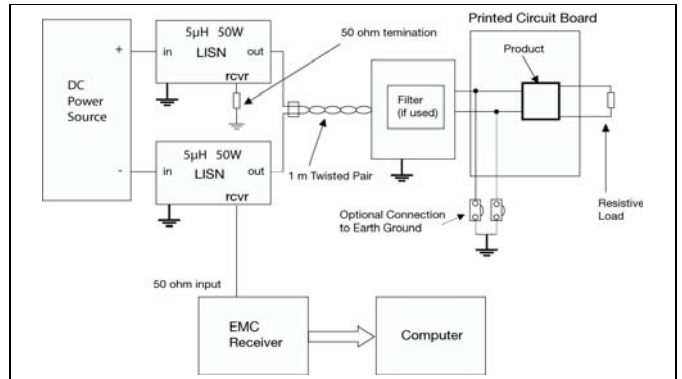 Printed Circuit Board
5µH 50W
in
out
LISN
rcvr
50 ohm temination
Product
+
DC
Power
Source
Filter
(if used)
5µH 50W
-
in
out
LISN
rcvr
1 m Twisted Pair
Optional Connection
to Earth Ground
Resistive
Load
50 ohm input
EMC
Receiver
Computer